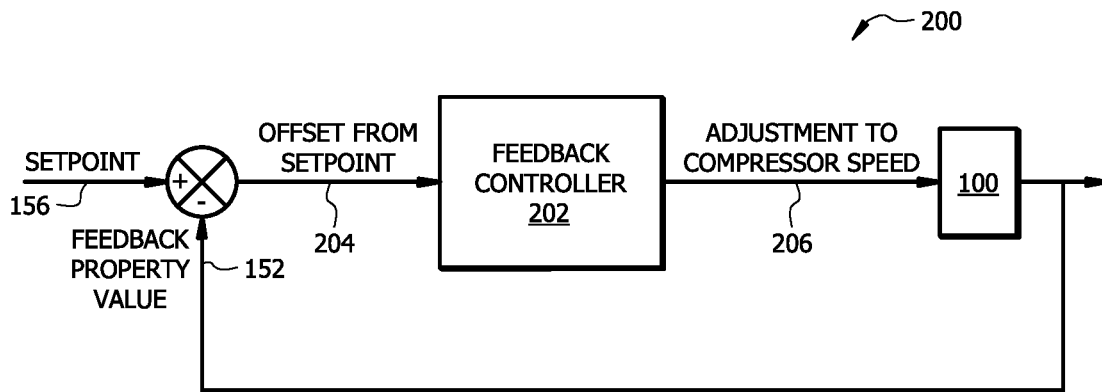 200
SETPOINT
156
+
-
OFFSET FROM
SETPOINT
204
FEEDBACK
CONTROLLER
202
ADJUSTMENT TO
COMPRESSOR SPEED
206
100
FEEDBACK
PROPERTY
VALUE
152